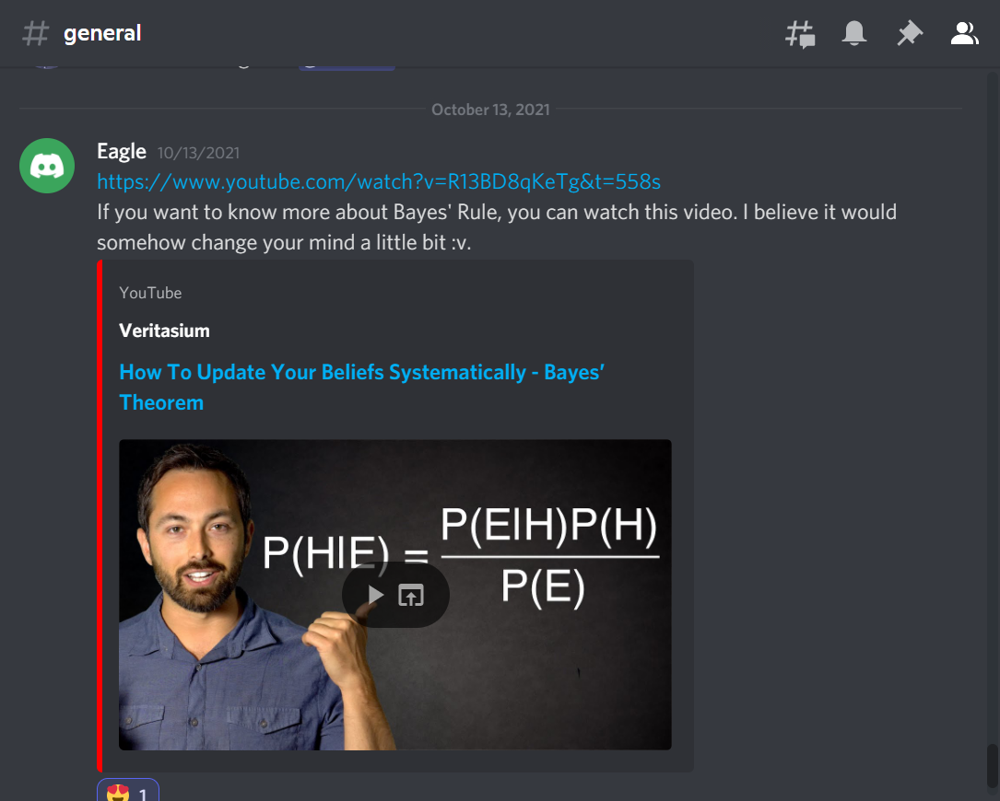 general
October 13, 2021
Eagle 10/13/2021
https://www.youtube.com/watch?v=R13BD8qKeTg&t=558s
If you want to know more about Bayes' Rule, you can watch this video. I believe it would
somehow change your mind a little bit :v.
YouTube
Veritasium
How To Update Your Beliefs Systematically - Bayes’
Theorem
P(H|E) = P(E|H)P(H)
P(E)
1